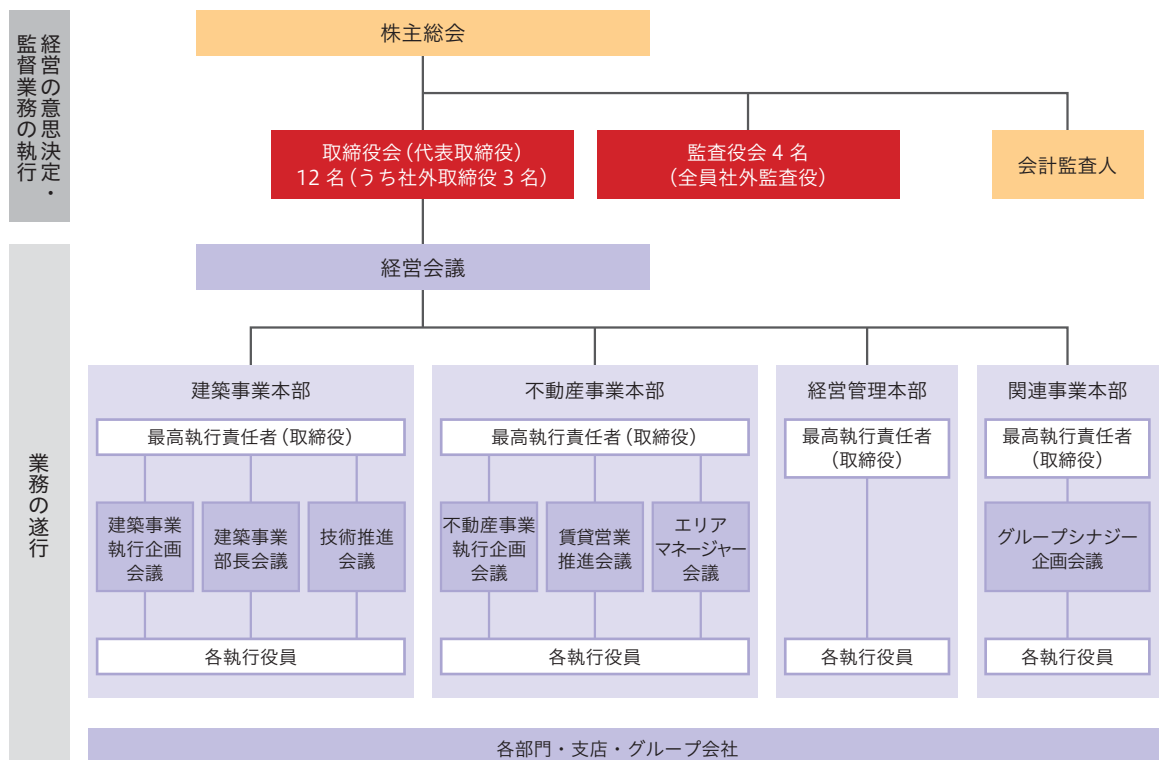 経営の意思決定・
監督業務の執行
株主総会
取締役会（代表取締役）
12 名（うち社外取締役 3 名）
監査役会 4 名
（全員社外監査役）
会計監査人
業務の遂行
経営会議
建築事業本部
最高執行責任者（取締役）
建築事業
執行企画
会議
建築事業
部長会議
技術推進
会議
各執行役員
不動産事業本部
最高執行責任者（取締役）
不動産事業
執行企画
会議
賃貸営業
推進会議
エリア
マネージャー
会議
各執行役員
経営管理本部
最高執行責任者
（取締役）
各執行役員
関連事業本部
最高執行責任者
（取締役）
グループシナジー
企画会議
各執行役員
各部門・支店・グループ会社